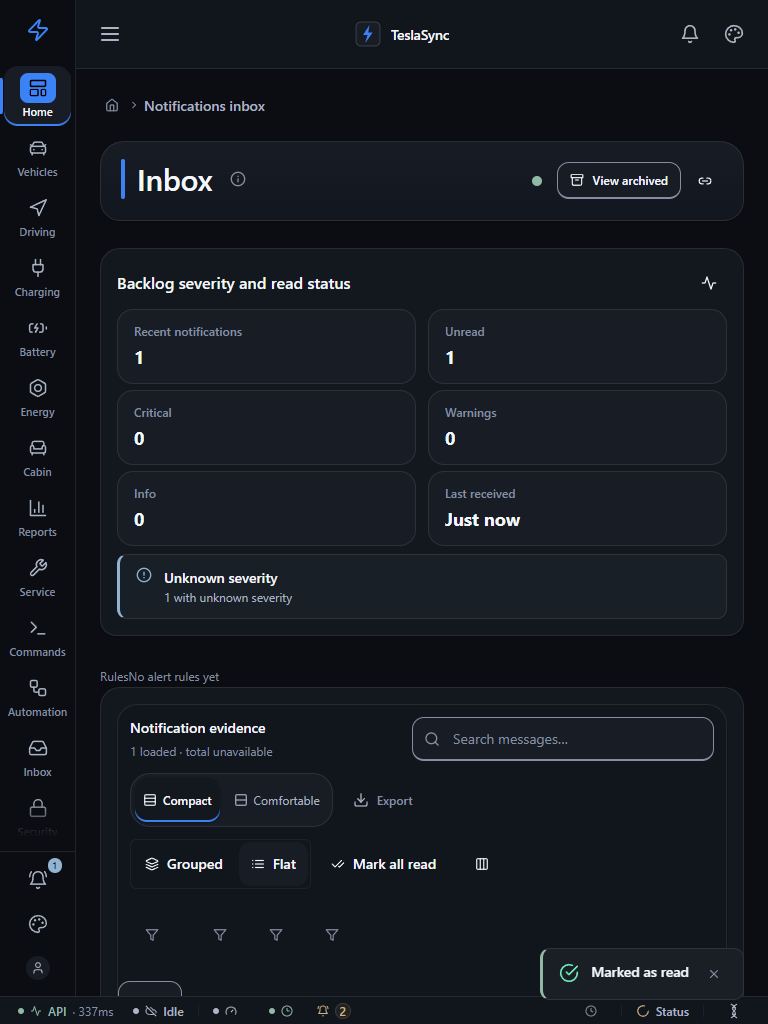 TeslaSync
Home
Vehicles
Driving
Charging
Battery
Energy
Cabin
Reports
Service
Commands
Automation
Inbox
Security
1
Notifications inbox
Inbox
View archived
Backlog severity and read status
Recent notifications
1
Unread
1
Critical
0
Warnings
0
Info
0
Last received
Just now
Unknown severity
1 with unknown severity
RulesNo alert rules yet
Notification evidence
1 loaded · total unavailable
Search messages...
Compact
Comfortable
Export
Grouped
Flat
Mark all read
Marked as read
API · 337ms
Idle
2
Status